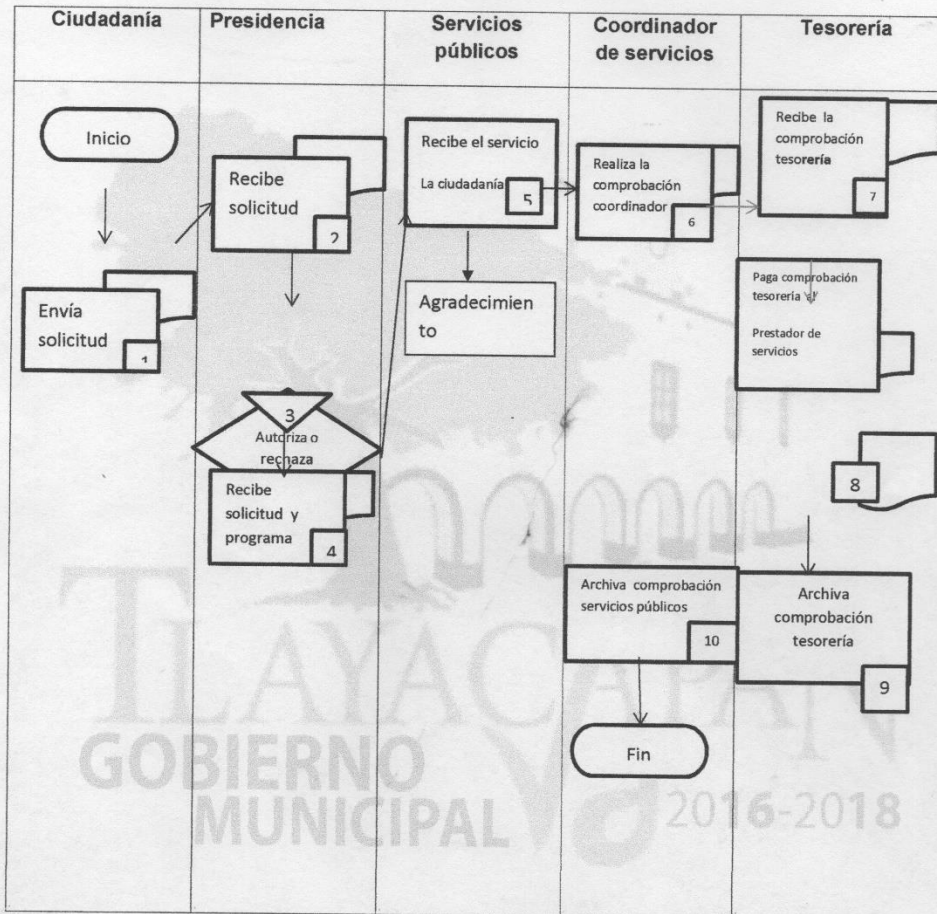 Ciudadanía
Presidencia
Servicios
públicos
Coordinador
de servicios
Tesorería
Inicio
Envía
solicitud
1
Recibe
solicitud
2
3
Autoriza o
rechaza
Recibe
solicitud y
programa
4
Recibe el servicio
La ciudadanía
5
Agradecimien
to
Realiza la
comprobación
coordinador
6
Recibe la
comprobación
tesorería
7
Paga comprobación
tesorería al
Prestador de
servicios
8
Archiva
comprobación
tesorería
9
Archiva comprobación
servicios públicos
10
Fin
TLAYACAPAN
GOBIERNO
MUNICIPAL
2016-2018